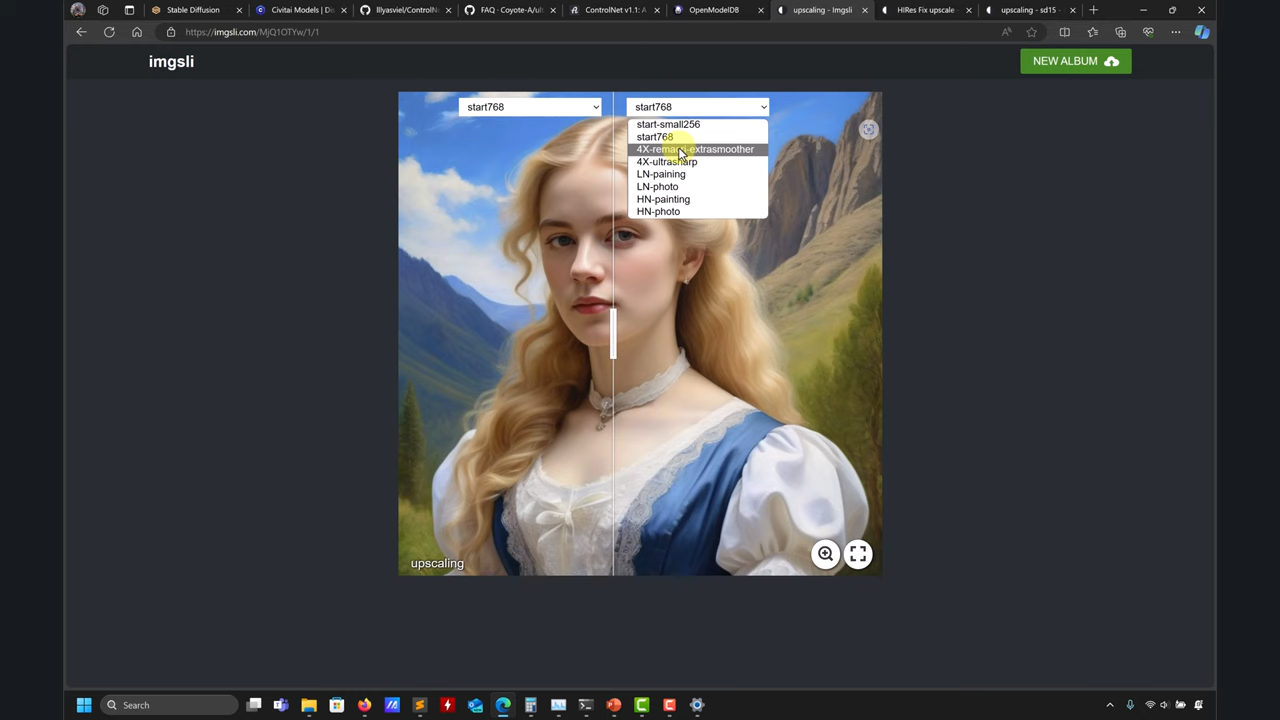 Stable Diffusion
Civitai Models | Dis
lllyasviel/ControlN
FAQ · Coyote-A/ult
ControlNet v1.1: A
OpenModelDB
upscaling - Imgsli
HIRes Fix upscale
upscaling - sd15
https://imgsli.com/MjQ1OTYw/1/1
imgsli
NEW ALBUM
start768
start768
start-small256
start768
4X-remacri-extrasmoother
4X-ultrasharp
LN-paining
LN-photo
HN-painting
HN-photo
upscaling
Search